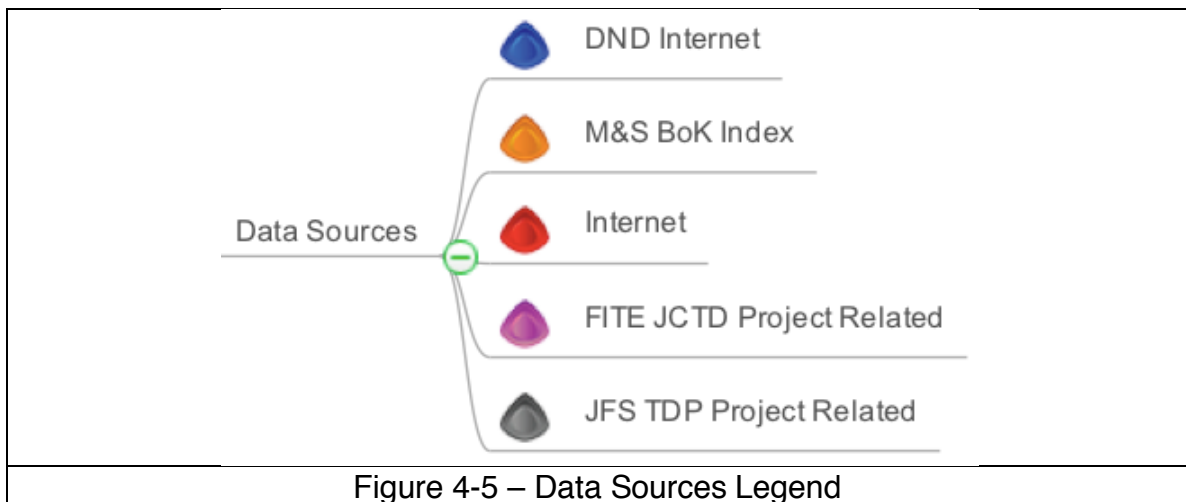 DND Internet
M&S BoK Index
Internet
Data Sources
FITE JCTD Project Related
JFS TDP Project Related
Figure 4-5 – Data Sources Legend